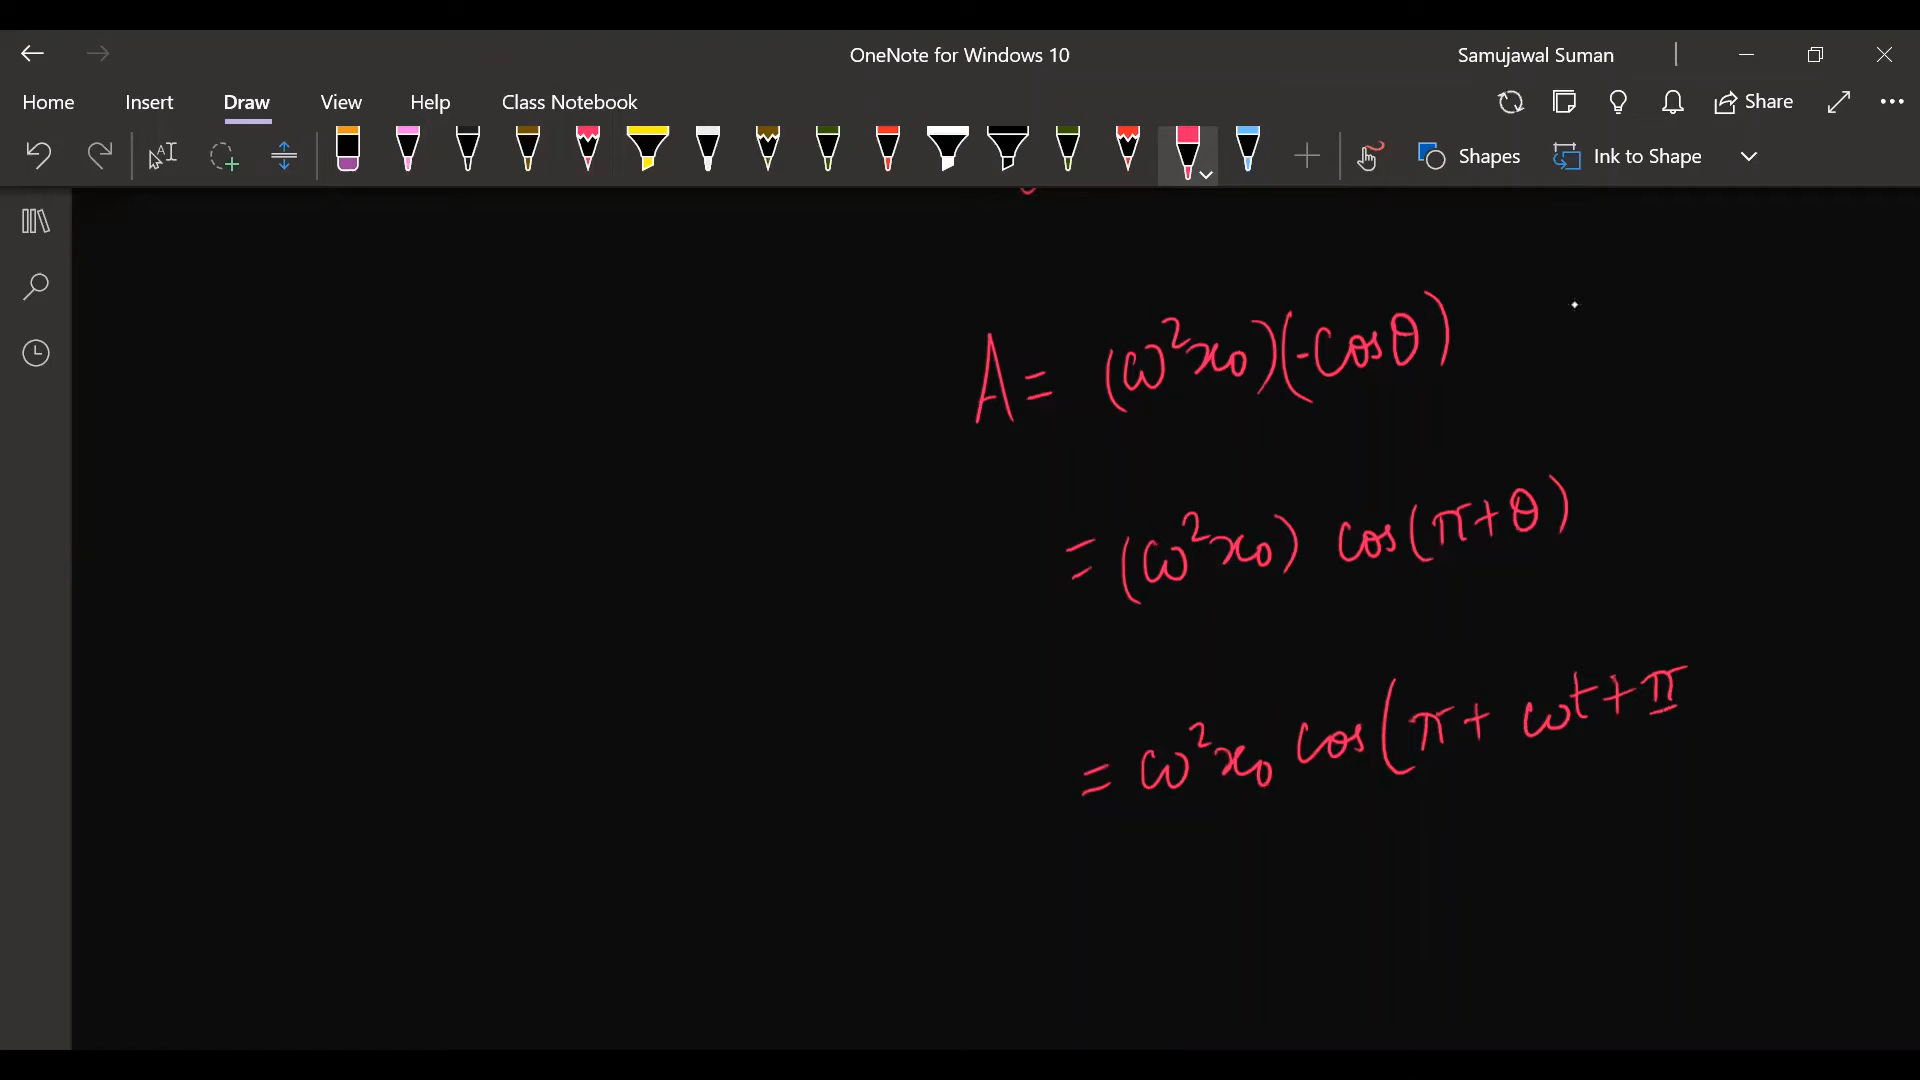 OneNote for Windows 10
Samujawal Suman
Home Insert Draw View Help Class Notebook Share
Shapes Ink to Shape
A = (ω²x₀)(-Cosθ)
= (ω²x₀) cos(π+θ)
= ω²x₀ cos(π+ ωt+π